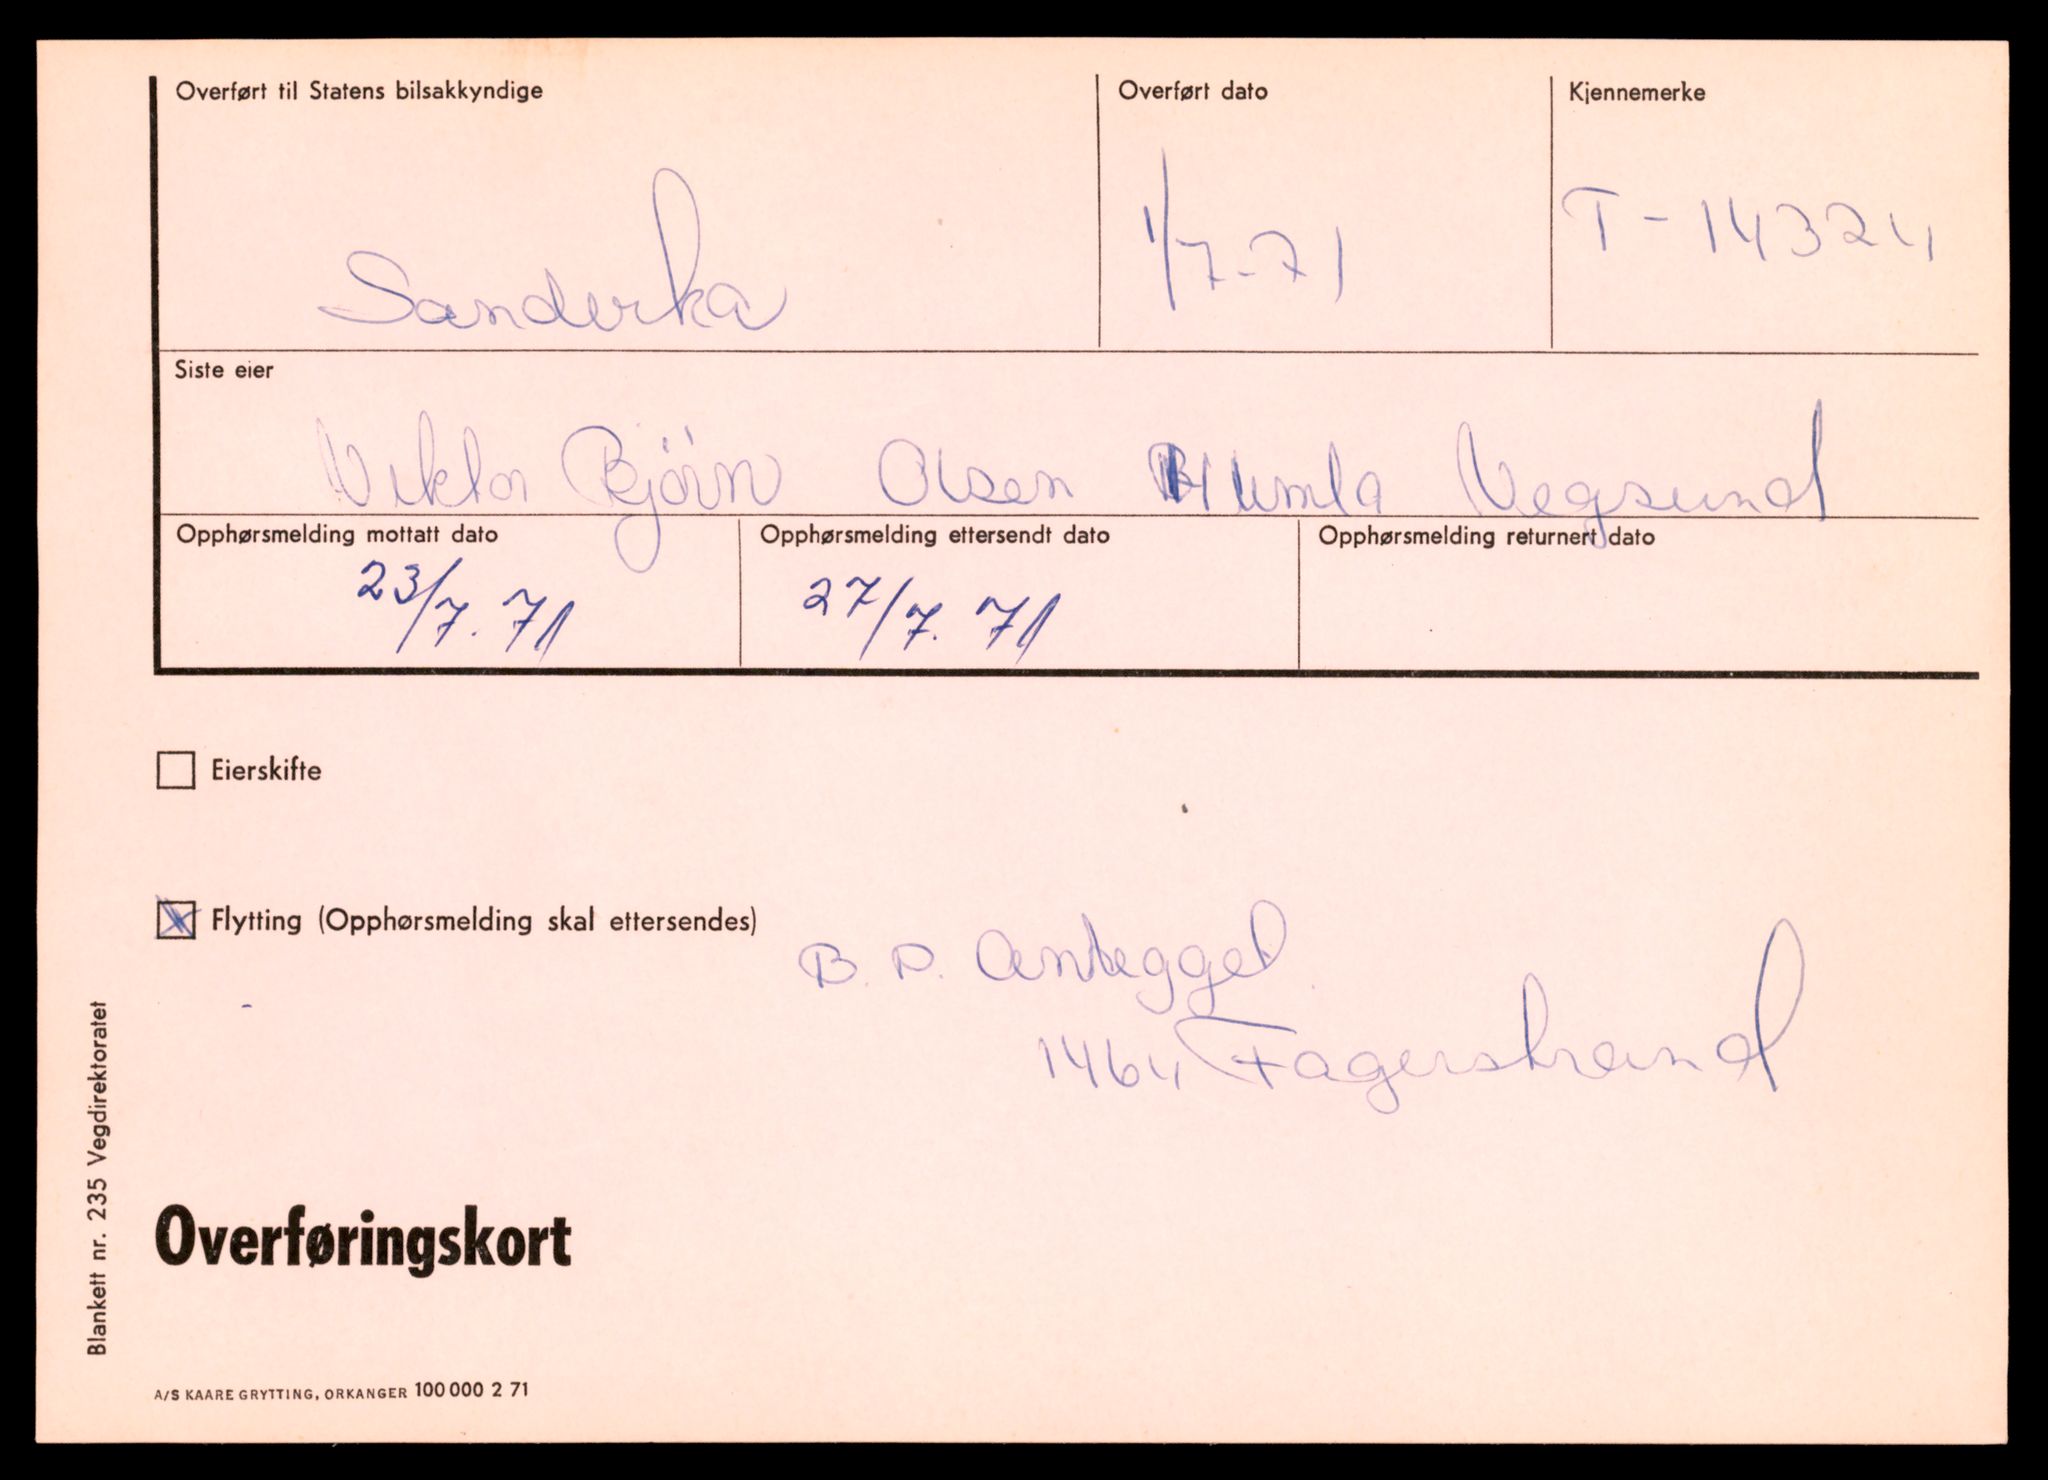 Overført til Statens bilsakkyndige
Overført dato
Kjennemerke
Sanderka
1/7-71
T-14324
Siste eier
Viktor Bjørn Olsen Humla Vegsund
Opphørsmelding mottatt dato
Opphørsmelding ettersendt dato
Opphørsmelding returnert dato
23/7. 71
27/7. 71
Eierskifte
Flytting (Opphørsmelding skal ettersendes)
B. P. Anlegget
1464 Fagerstrand
Overføringskort
Blankett nr. 235 Vegdirektoratet
A/S KAARE GRYTTING, ORKANGER 100 000 2 71